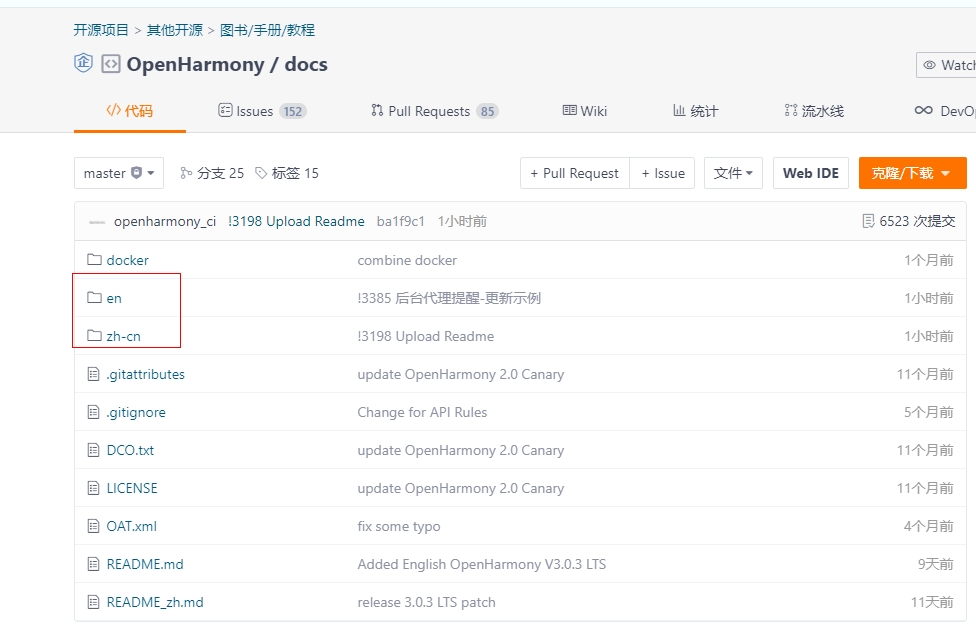 开源项目 > 其他开源 > 图书/手册/教程
OpenHarmony / docs
Watch
代码 Issues 152 Pull Requests 85 Wiki 统计 流水线 DevO
master 分支 25 标签 15 + Pull Request + Issue 文件 Web IDE 克隆/下载
openharmony_ci !3198 Upload Readme ba1f9c1 1小时前 6523 次提交
docker combine docker 1个月前
en !3385 后台代理提醒-更新示例 1小时前
zh-cn !3198 Upload Readme 1小时前
.gitattributes update OpenHarmony 2.0 Canary 11个月前
.gitignore Change for API Rules 5个月前
DCO.txt update OpenHarmony 2.0 Canary 11个月前
LICENSE update OpenHarmony 2.0 Canary 11个月前
OAT.xml fix some typo 4个月前
README.md Added English OpenHarmony V3.0.3 LTS 9天前
README_zh.md release 3.0.3 LTS patch 11天前